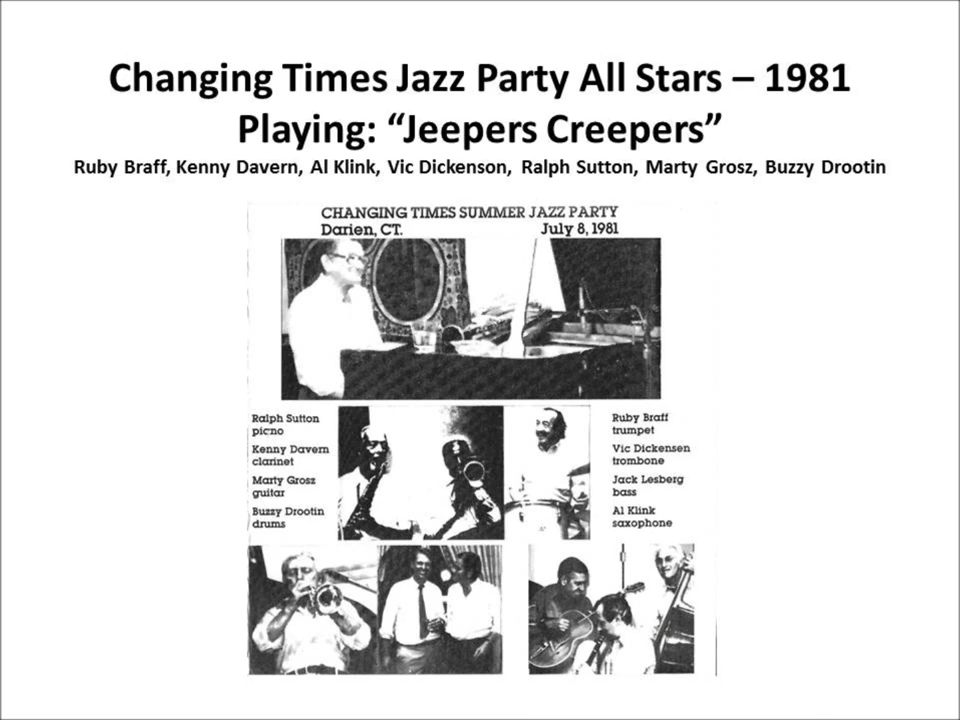 Changing Times Jazz Party All Stars – 1981
Playing: “Jeepers Creepers”
Ruby Braff, Kenny Davern, Al Klink, Vic Dickenson, Ralph Sutton, Marty Grosz, Buzzy Drootin
CHANGING TIMES SUMMER JAZZ PARTY
Darien, CT. July 8, 1981
Ralph Sutton
piano
Kenny Davern
clarinet
Marty Grosz
guitar
Buzzy Drootin
drums
Ruby Braff
trumpet
Vic Dickensen
trombone
Jack Lesberg
bass
Al Klink
saxophone